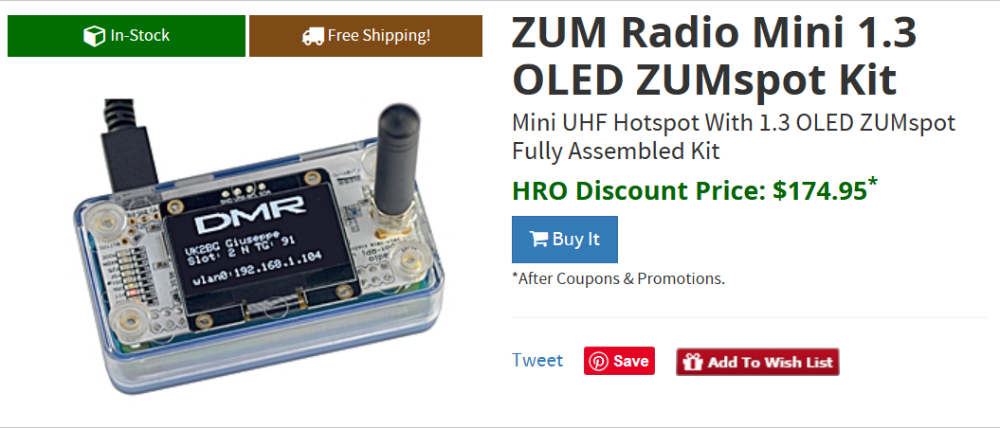 In-Stock
Free Shipping!
ZUM Radio Mini 1.3
OLED ZUMspot Kit
Mini UHF Hotspot With 1.3 OLED ZUMspot
Fully Assembled Kit
HRO Discount Price: $174.95*
Buy It
*After Coupons & Promotions.
Tweet
Save
Add To Wish List
DMR
UK2BG Giuseppe
Slot: 2 N TG: 91
wlan0:192.168.1.104